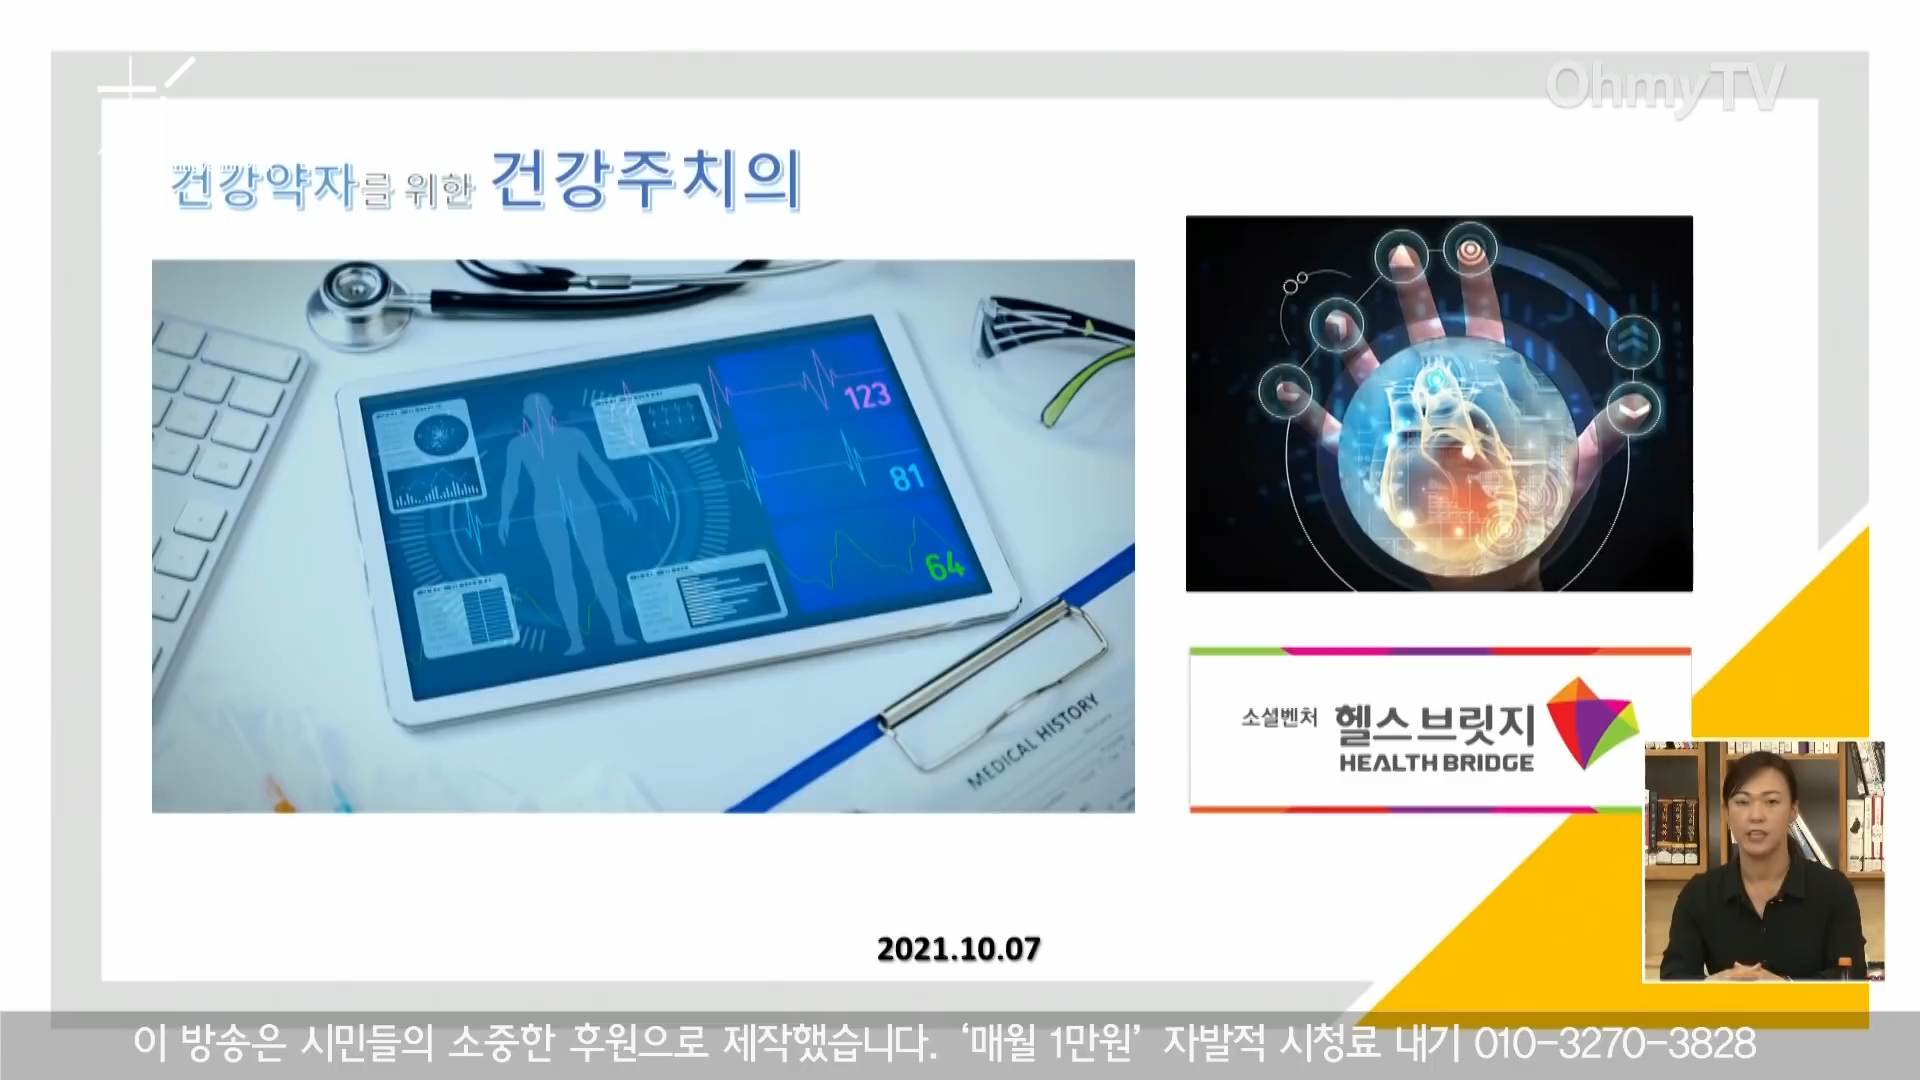 OhmyTV
건강약자를 위한 건강주치의
123
81
64
MEDICAL HISTORY
소셜벤처 헬스브릿지
HEALTH BRIDGE
2021.10.07
이 방송은 시민들의 소중한 후원으로 제작했습니다. ‘매월 1만원’ 자발적 시청료 내기 010-3270-3828